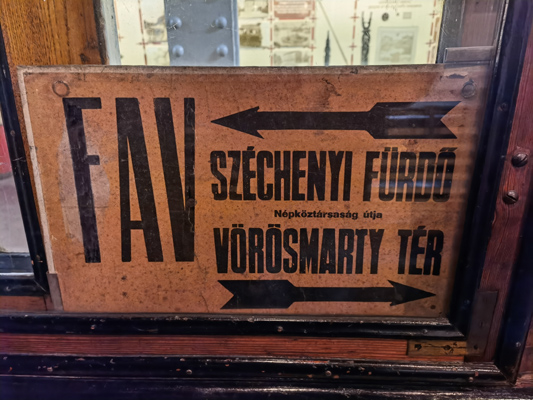 FAV
SZÉCHENYI FÜRDŐ
Népköztársaság útja
VÖRÖSMARTY TÉR